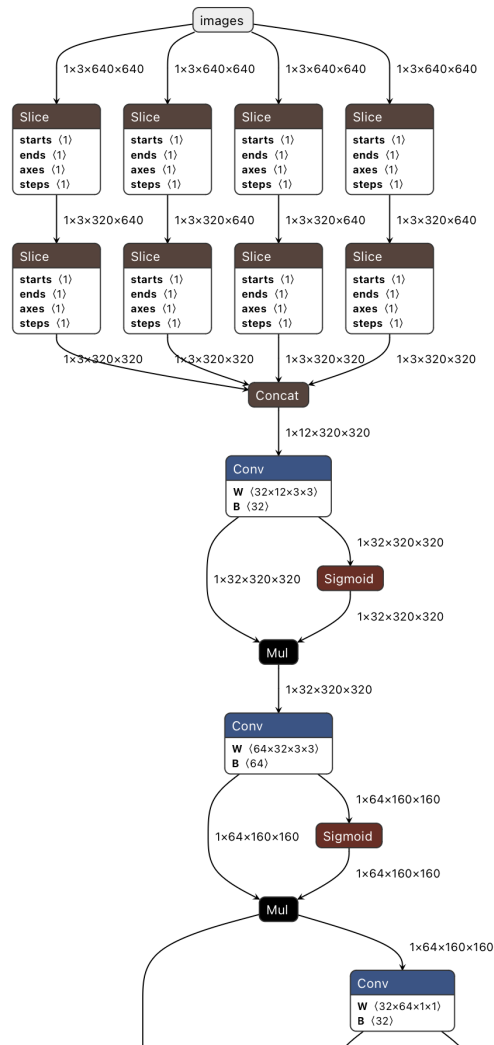 images
1×3×640×640 1×3×640×640 1×3×640×640 1×3×640×640
Slice Slice Slice Slice
starts ⟨1⟩ starts ⟨1⟩ starts ⟨1⟩ starts ⟨1⟩
ends ⟨1⟩ ends ⟨1⟩ ends ⟨1⟩ ends ⟨1⟩
axes ⟨1⟩ axes ⟨1⟩ axes ⟨1⟩ axes ⟨1⟩
steps ⟨1⟩ steps ⟨1⟩ steps ⟨1⟩ steps ⟨1⟩
1×3×320×640 1×3×320×640 1×3×320×640 1×3×320×640
Slice Slice Slice Slice
starts ⟨1⟩ starts ⟨1⟩ starts ⟨1⟩ starts ⟨1⟩
ends ⟨1⟩ ends ⟨1⟩ ends ⟨1⟩ ends ⟨1⟩
axes ⟨1⟩ axes ⟨1⟩ axes ⟨1⟩ axes ⟨1⟩
steps ⟨1⟩ steps ⟨1⟩ steps ⟨1⟩ steps ⟨1⟩
1×3×320×320 1×3×320×320 1×3×320×320 1×3×320×320
Concat
1×12×320×320
Conv
W ⟨32×12×3×3⟩
B ⟨32⟩
1×32×320×320
1×32×320×320 Sigmoid
1×32×320×320
Mul
1×32×320×320
Conv
W ⟨64×32×3×3⟩
B ⟨64⟩
1×64×160×160
1×64×160×160 Sigmoid
1×64×160×160
Mul
1×64×160×160
Conv
W ⟨32×64×1×1⟩
B ⟨32⟩